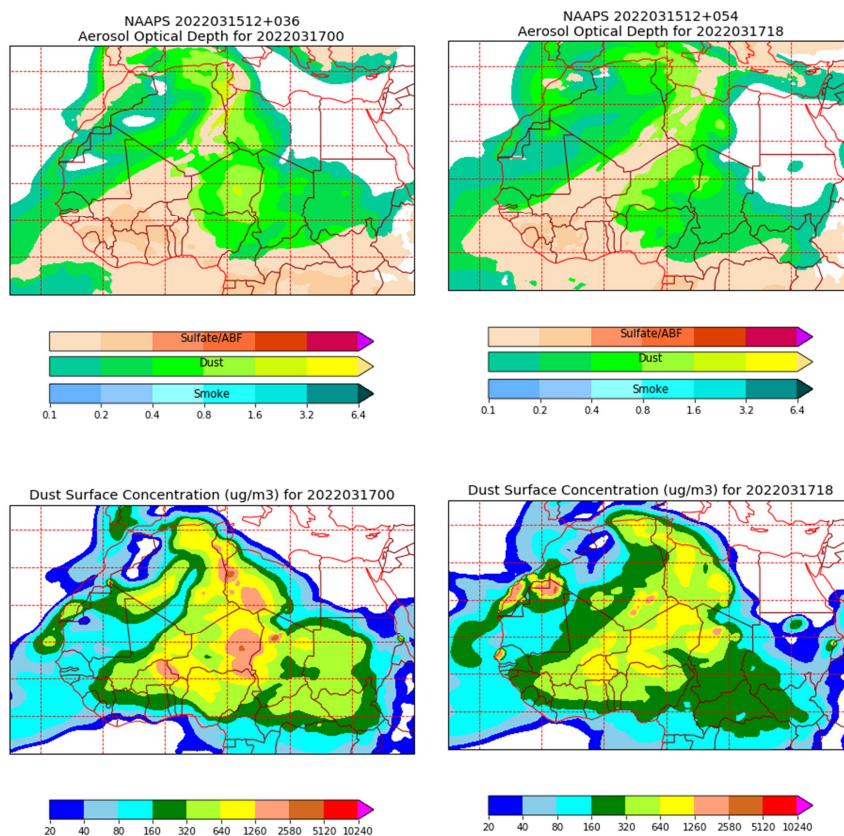 NAAPS 2022031512+036
Aerosol Optical Depth for 2022031700
NAAPS 2022031512+054
Aerosol Optical Depth for 2022031718
Sulfate/ABF
Dust
Smoke
0.1 0.2 0.4 0.8 1.6 3.2 6.4
Sulfate/ABF
Dust
Smoke
0.1 0.2 0.4 0.8 1.6 3.2 6.4
Dust Surface Concentration (ug/m3) for 2022031700
Dust Surface Concentration (ug/m3) for 2022031718
20 40 80 160 320 640 1260 2580 5120 10240
20 40 80 160 320 640 1260 2580 5120 10240